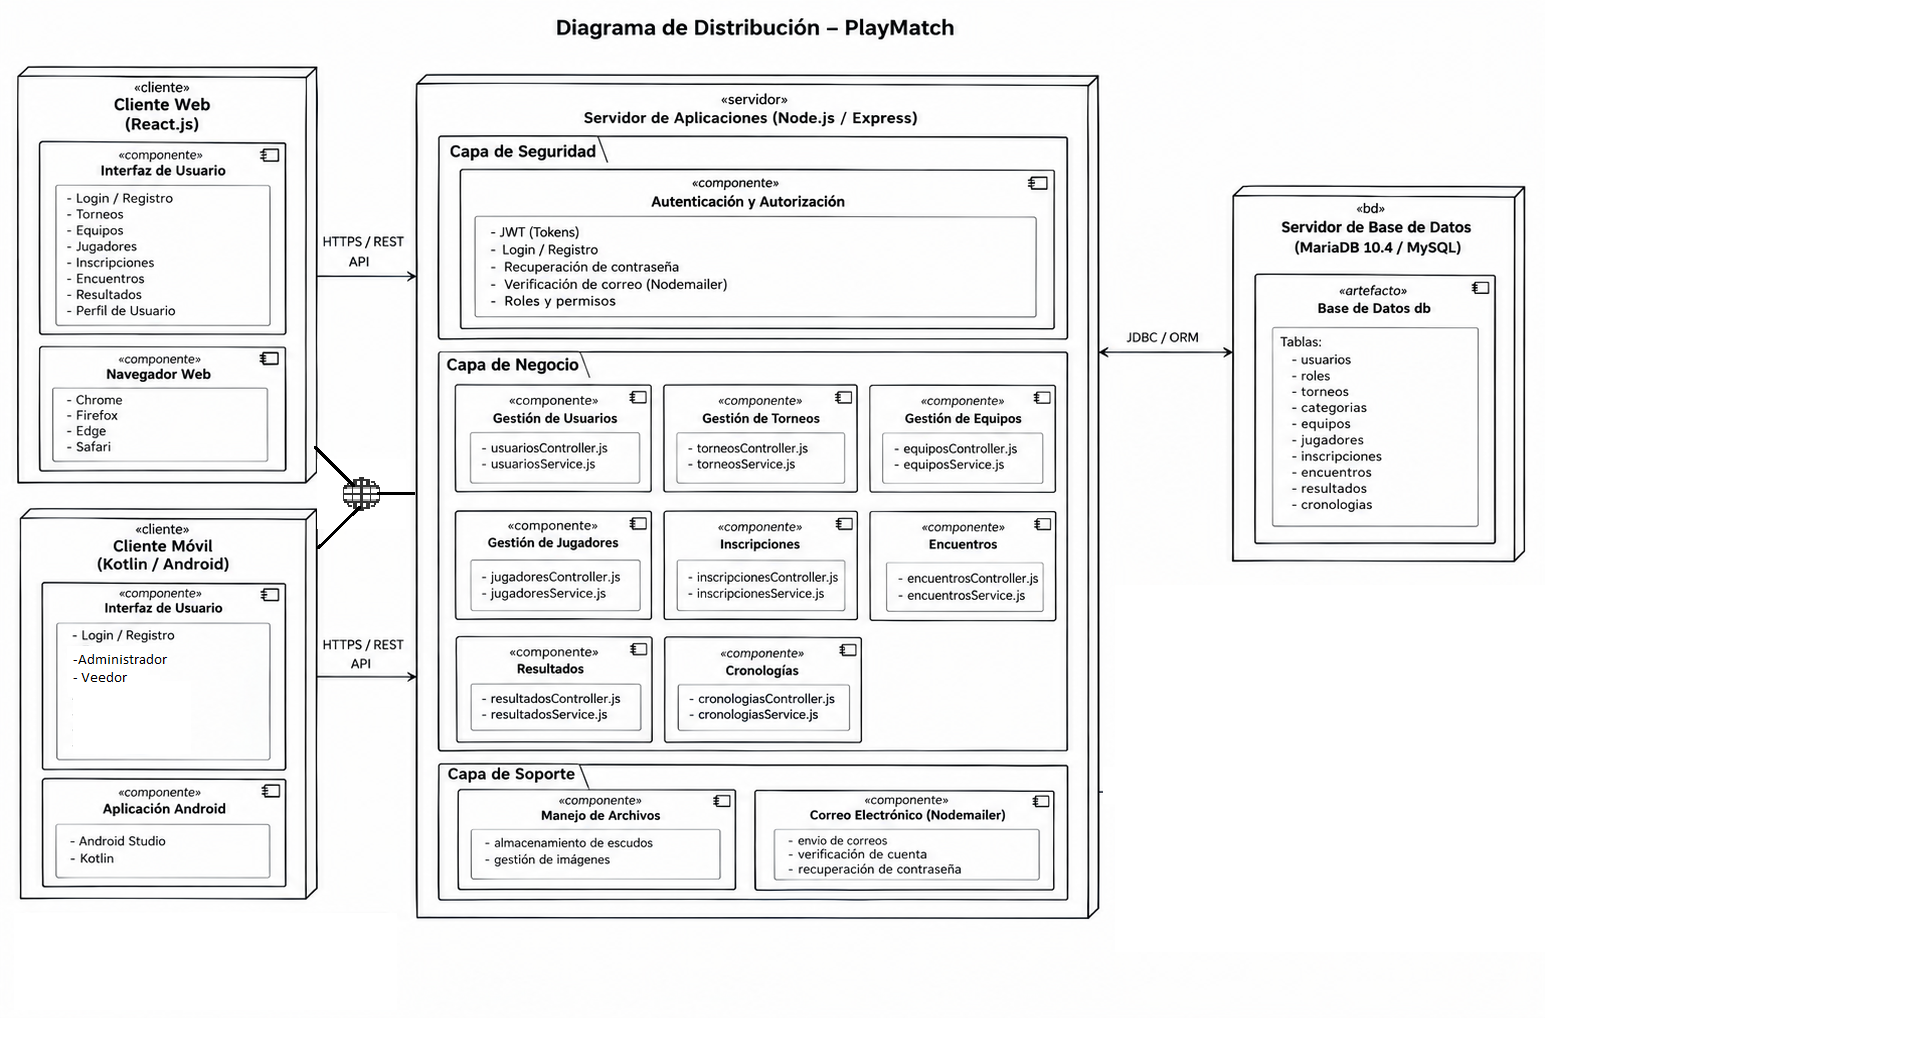 Diagrama de Distribución – PlayMatch
«cliente»
Cliente Web
(React.js)
«componente»
Interfaz de Usuario
- Login / Registro
- Torneos
- Equipos
- Jugadores
- Inscripciones
- Encuentros
- Resultados
- Perfil de Usuario
«componente»
Navegador Web
- Chrome
- Firefox
- Edge
- Safari
HTTPS / REST
API
«cliente»
Cliente Móvil
(Kotlin / Android)
«componente»
Interfaz de Usuario
- Login / Registro
-Administrador
- Veedor
«componente»
Aplicación Android
- Android Studio
- Kotlin
HTTPS / REST
API
«servidor»
Servidor de Aplicaciones (Node.js / Express)
Capa de Seguridad
«componente»
Autenticación y Autorización
- JWT (Tokens)
- Login / Registro
- Recuperación de contraseña
- Verificación de correo (Nodemailer)
- Roles y permisos
Capa de Negocio
«componente»
Gestión de Usuarios
- usuariosController.js
- usuariosService.js
«componente»
Gestión de Torneos
- torneosController.js
- torneosService.js
«componente»
Gestión de Equipos
- equiposController.js
- equiposService.js
«componente»
Gestión de Jugadores
- jugadoresController.js
- jugadoresService.js
«componente»
Inscripciones
- inscripcionesController.js
- inscripcionesService.js
«componente»
Encuentros
- encuentrosController.js
- encuentrosService.js
«componente»
Resultados
- resultadosController.js
- resultadosService.js
«componente»
Cronologías
- cronologiasController.js
- cronologiasService.js
Capa de Soporte
«componente»
Manejo de Archivos
- almacenamiento de escudos
- gestión de imágenes
«componente»
Correo Electrónico (Nodemailer)
- envio de correos
- verificación de cuenta
- recuperación de contraseña
JDBC / ORM
«bd»
Servidor de Base de Datos
(MariaDB 10.4 / MySQL)
«artefacto»
Base de Datos db
Tablas:
- usuarios
- roles
- torneos
- categorias
- equipos
- jugadores
- inscripciones
- encuentros
- resultados
- cronologias